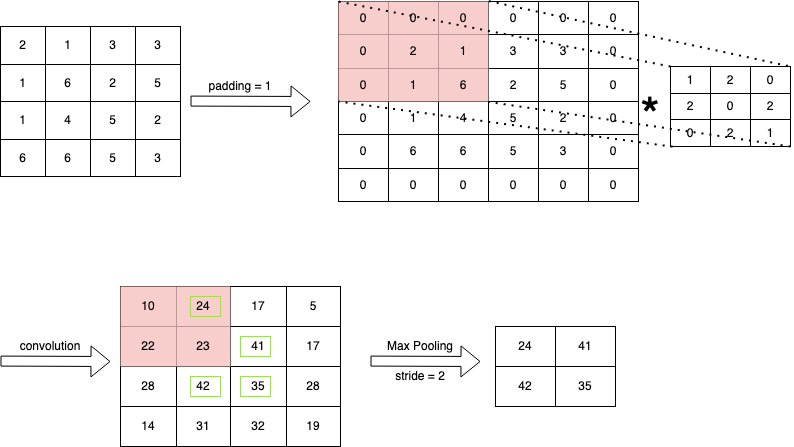 2 1 3 3
1 6 2 5
1 4 5 2
6 6 5 3
padding = 1
0 0 0 0 0 0
0 2 1 3 3 0
0 1 6 2 5 0
0 1 4 5 2 0
0 6 6 5 3 0
0 0 0 0 0 0
*
1 2 0
2 0 2
0 2 1
convolution
10 24 17 5
22 23 41 17
28 42 35 28
14 31 32 19
Max Pooling
stride = 2
24 41
42 35